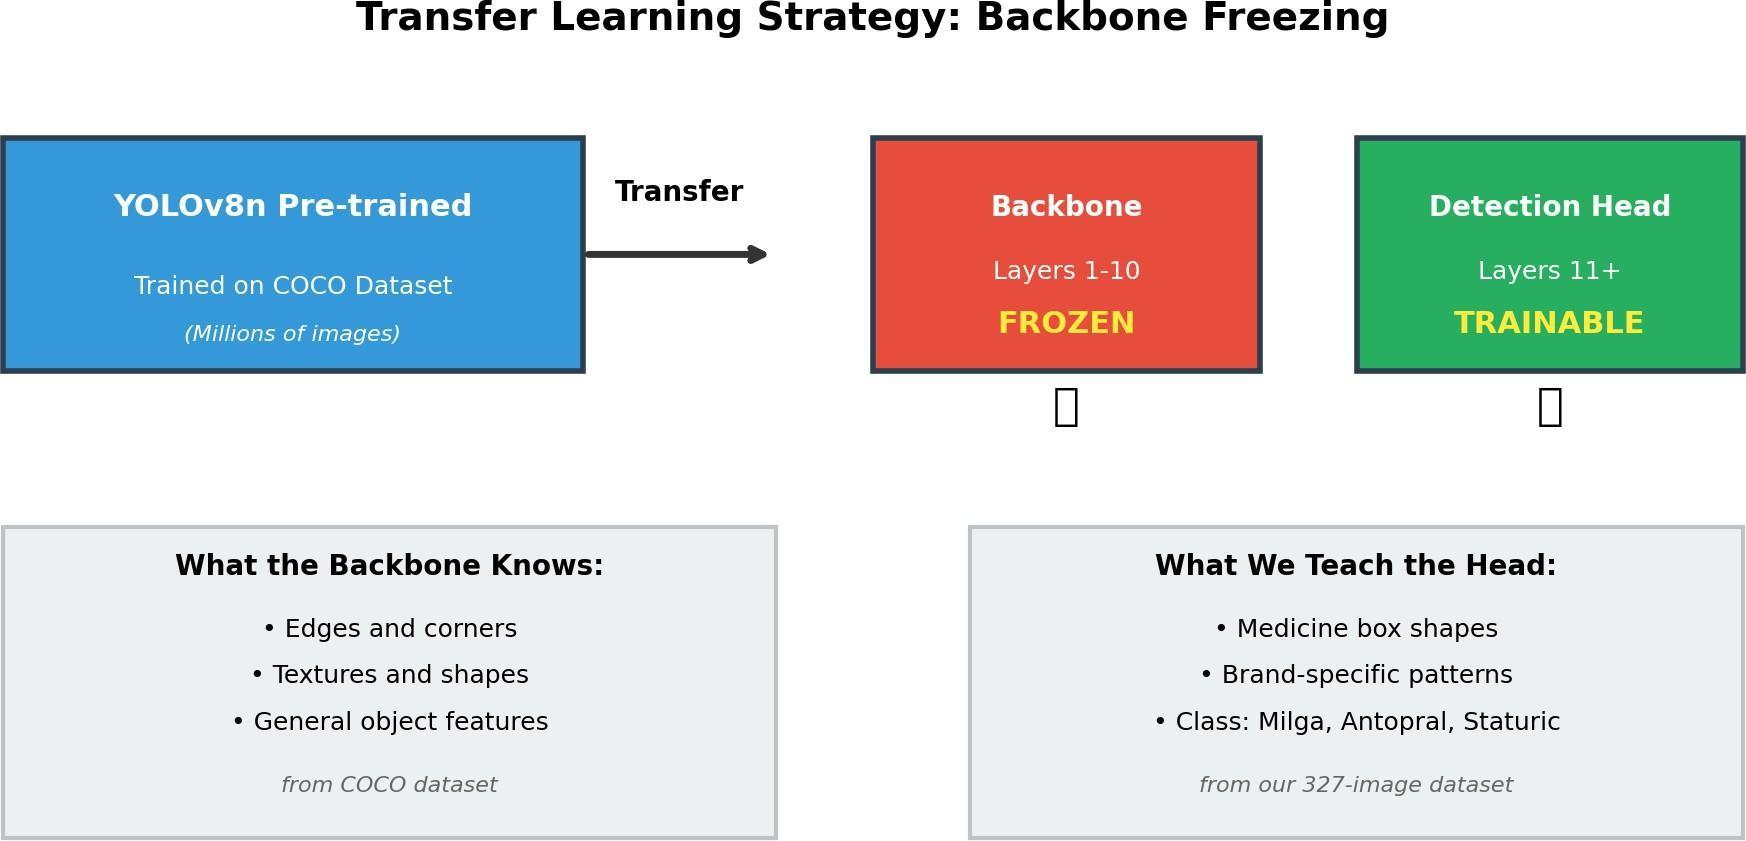 Transfer Learning Strategy: Backbone Freezing
YOLOv8n Pre-trained
Trained on COCO Dataset
(Millions of images)
Transfer
Backbone
Layers 1-10
FROZEN
Detection Head
Layers 11+
TRAINABLE
What the Backbone Knows:
• Edges and corners
• Textures and shapes
• General object features
from COCO dataset
What We Teach the Head:
• Medicine box shapes
• Brand-specific patterns
• Class: Milga, Antopral, Staturic
from our 327-image dataset